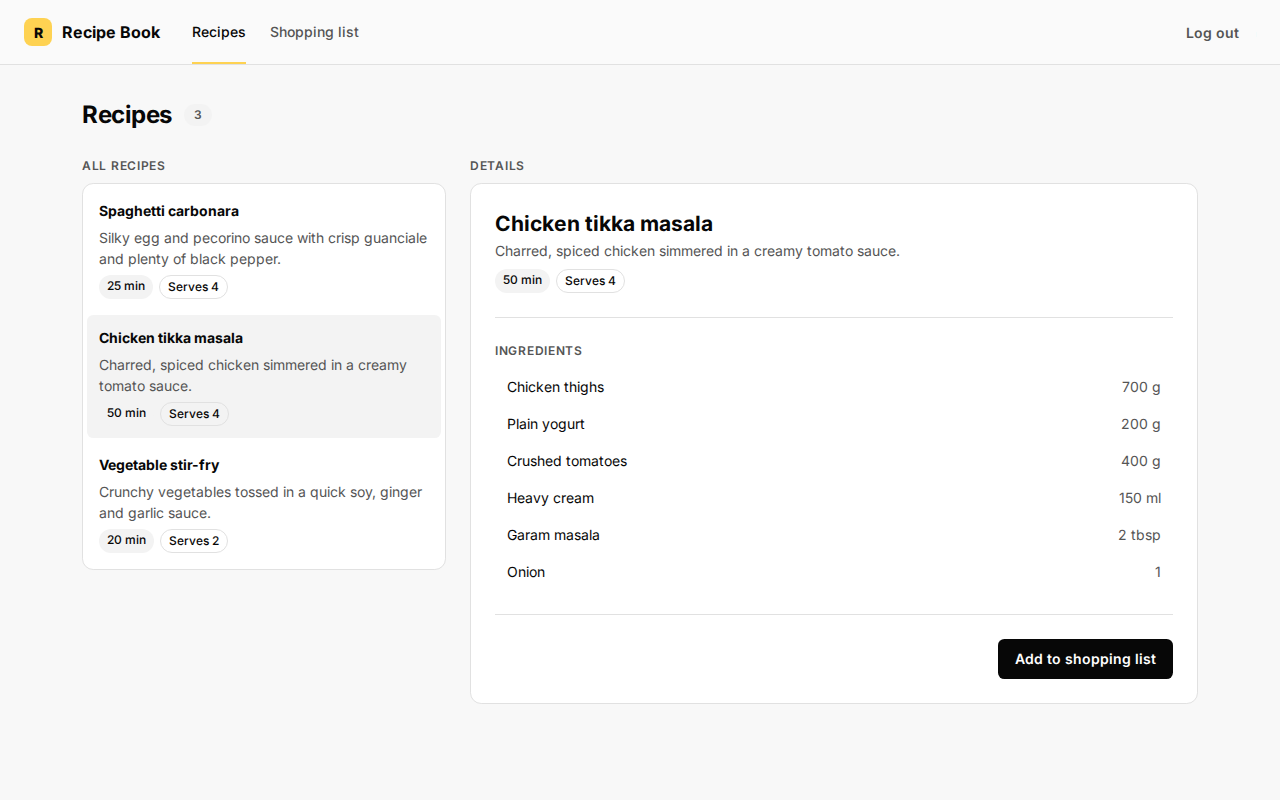 R Recipe Book Recipes Shopping list Log out
Recipes 3
ALL RECIPES
Spaghetti carbonara
Silky egg and pecorino sauce with crisp guanciale
and plenty of black pepper.
25 min Serves 4
Chicken tikka masala
Charred, spiced chicken simmered in a creamy
tomato sauce.
50 min Serves 4
Vegetable stir-fry
Crunchy vegetables tossed in a quick soy, ginger
and garlic sauce.
20 min Serves 2
DETAILS
Chicken tikka masala
Charred, spiced chicken simmered in a creamy tomato sauce.
50 min Serves 4
INGREDIENTS
Chicken thighs 700 g
Plain yogurt 200 g
Crushed tomatoes 400 g
Heavy cream 150 ml
Garam masala 2 tbsp
Onion 1
Add to shopping list